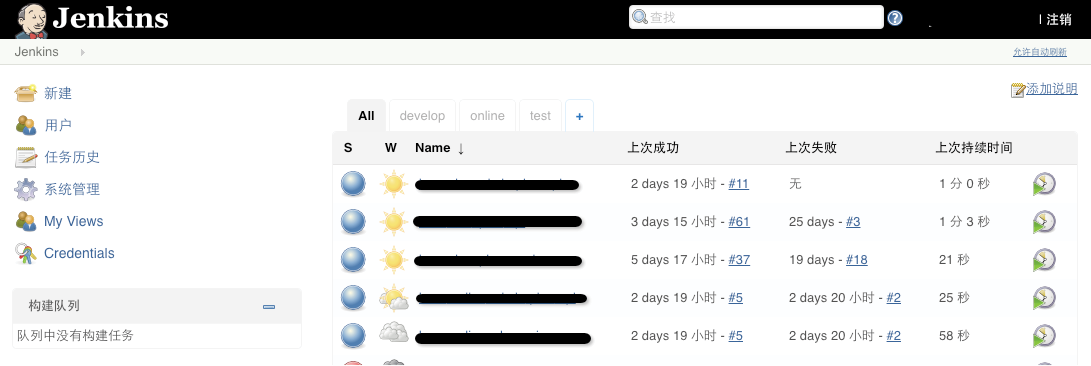 Jenkins
查找
| 注销
Jenkins
允许自动刷新
新建
用户
任务历史
系统管理
My Views
Credentials
构建队列
队列中没有构建任务
添加说明
All develop online test +
S W Name ↓ 上次成功 上次失败 上次持续时间
2 days 19 小时 - #11 无 1 分 0 秒
3 days 15 小时 - #61 25 days - #3 1 分 3 秒
5 days 17 小时 - #37 19 days - #18 21 秒
2 days 19 小时 - #5 2 days 20 小时 - #2 25 秒
2 days 19 小时 - #5 2 days 20 小时 - #2 58 秒